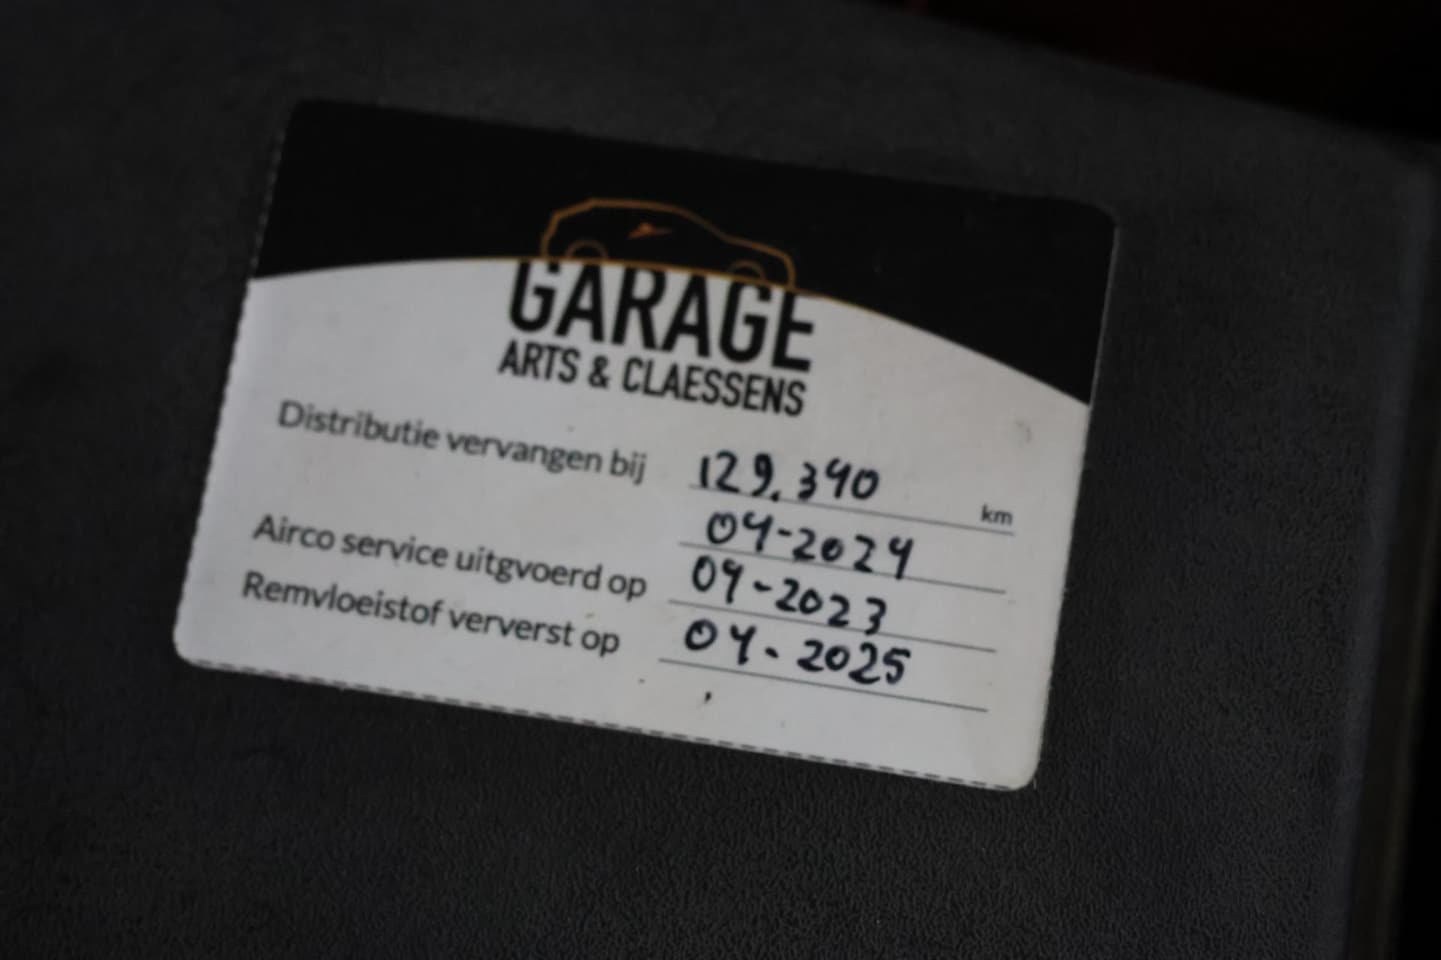 GARAGE
ARTS & CLAESSENS
Distributie vervangen bij 129.340 km
04-2024
Airco service uitgvoerd op 04-2023
Remvloeistof ververst op 04-2025